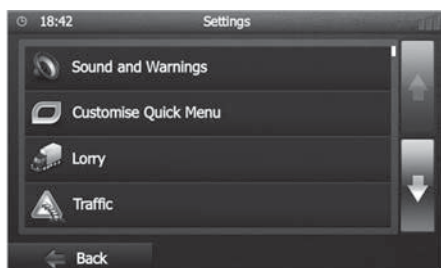 18:42 Settings
Sound and Warnings
Customise Quick Menu
Lorry
Traffic
Back